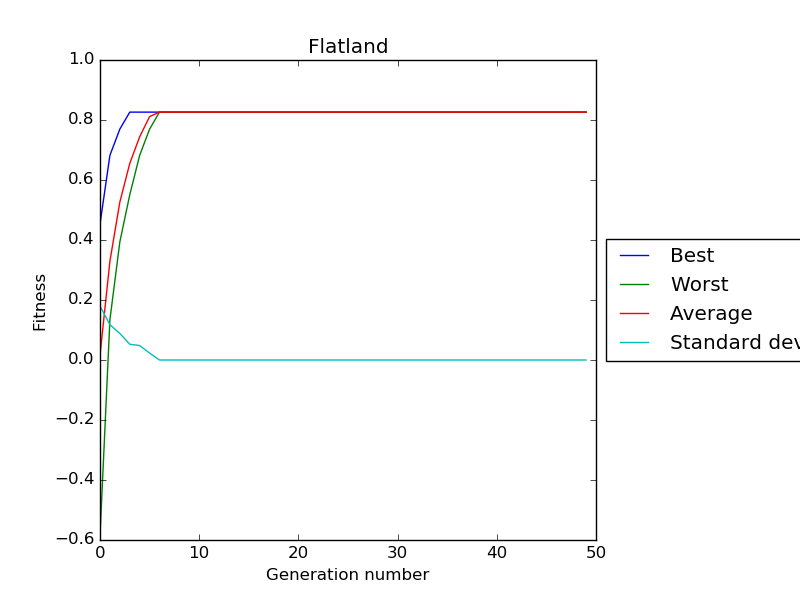 Flatland
1.0
0.8
0.6
0.4
0.2
0.0
−0.2
−0.4
−0.6
Fitness
0 10 20 30 40 50
Generation number
Best
Worst
Average
Standard dev